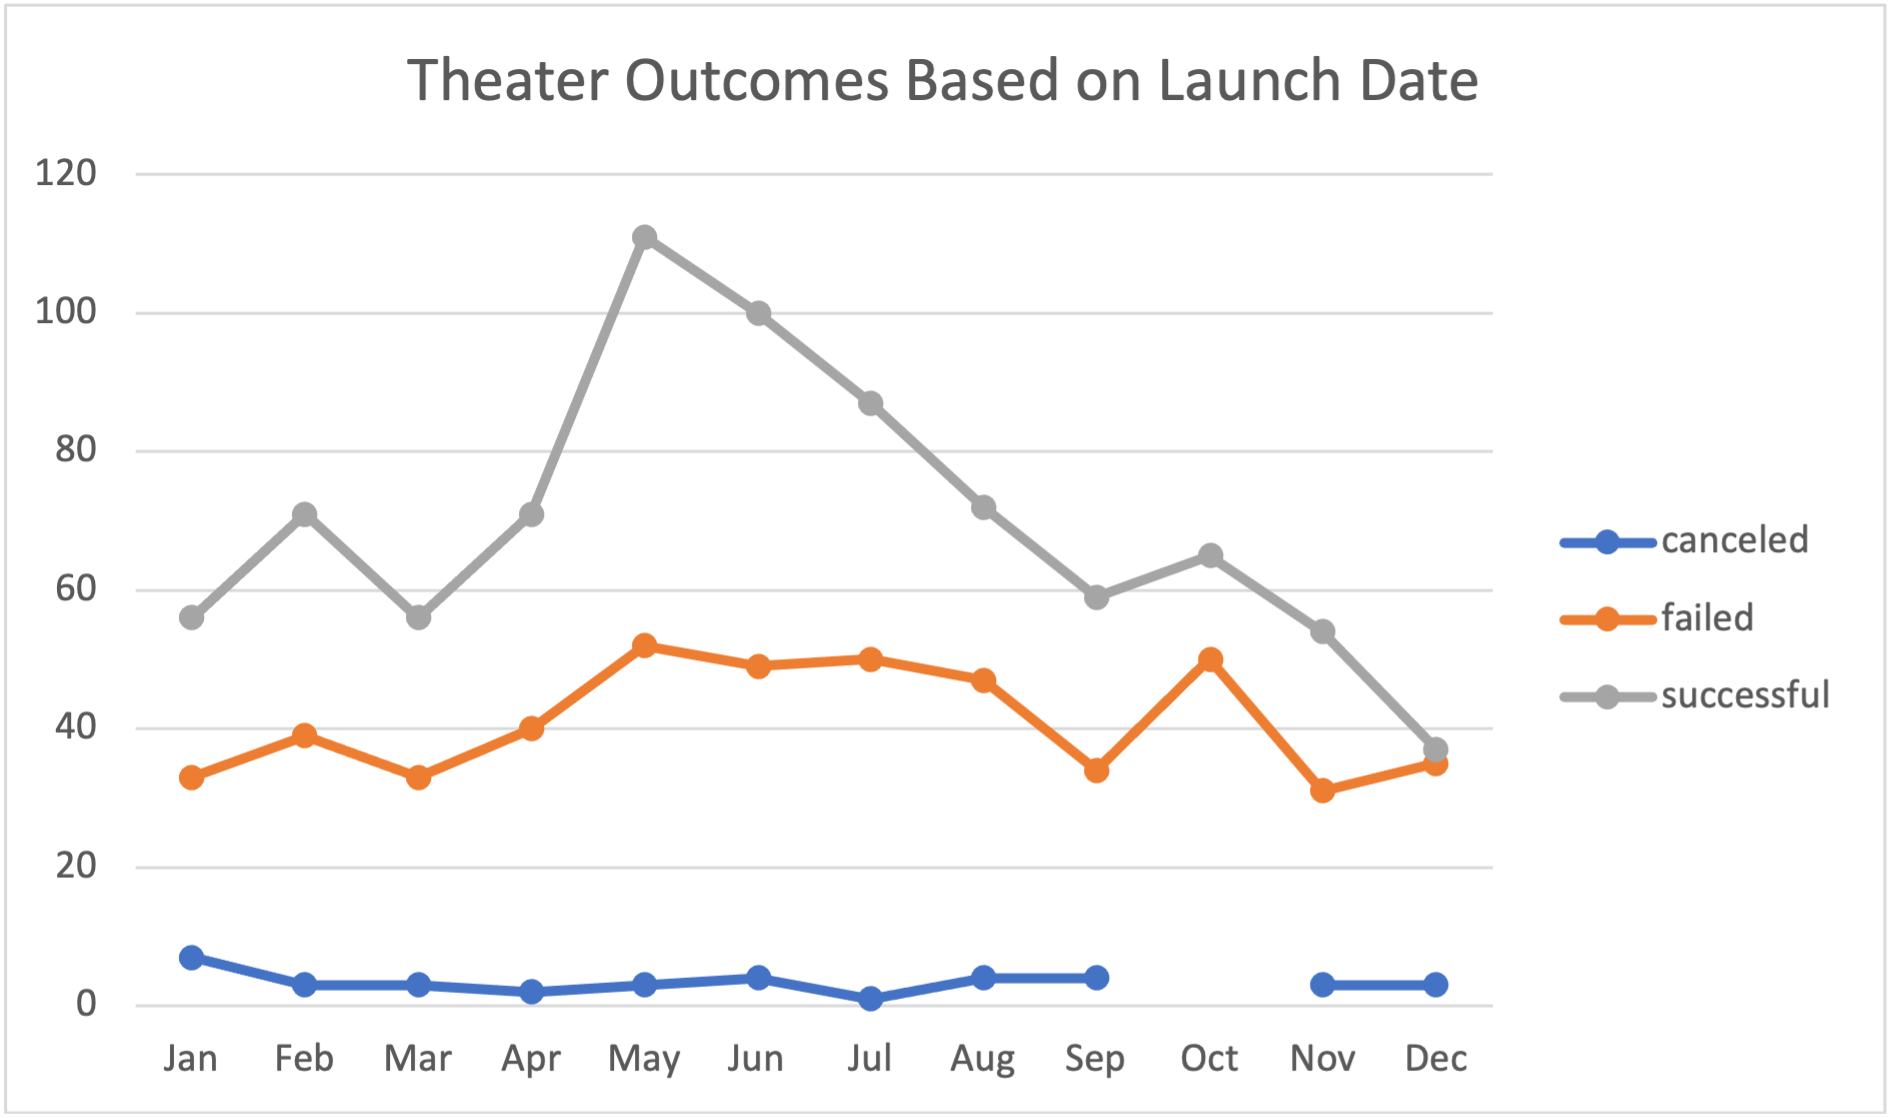 Theater Outcomes Based on Launch Date
120
100
80
60
40
20
0
Jan Feb Mar Apr May Jun Jul Aug Sep Oct Nov Dec
canceled
failed
successful